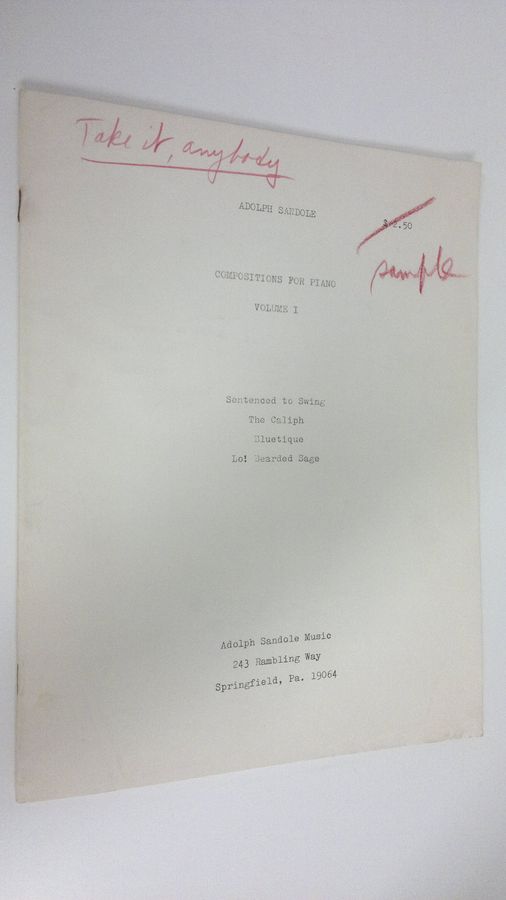 Take it, anybody
ADOLPH SANDOLE
$2.50
sample
COMPOSITIONS FOR PIANO
VOLUME I
Sentenced to Swing
The Caliph
Bluetique
Lo! Bearded Sage
Adolph Sandole Music
243 Rambling Way
Springfield, Pa. 19064